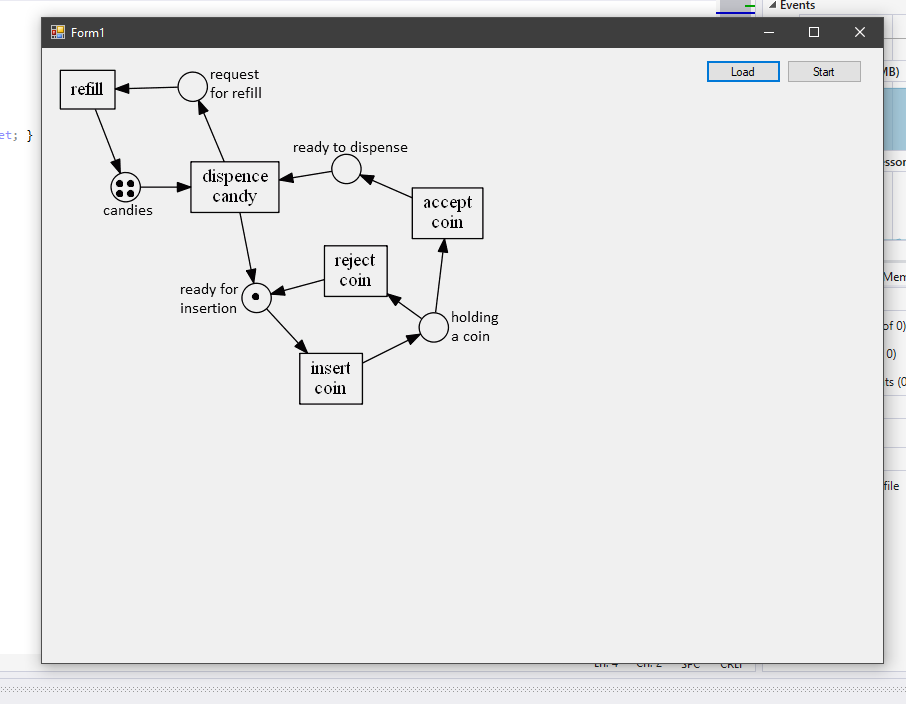 Events
Form1
Load
Start
MB)
request
for refill
refill
et; }
ready to dispense
dispence
candy
candies
accept
coin
reject
coin
ready for
insertion
holding
a coin
insert
coin
Mem
of 0)
0)
ts (0
file
Ln: 4 Ch: 2 SPC CRLF